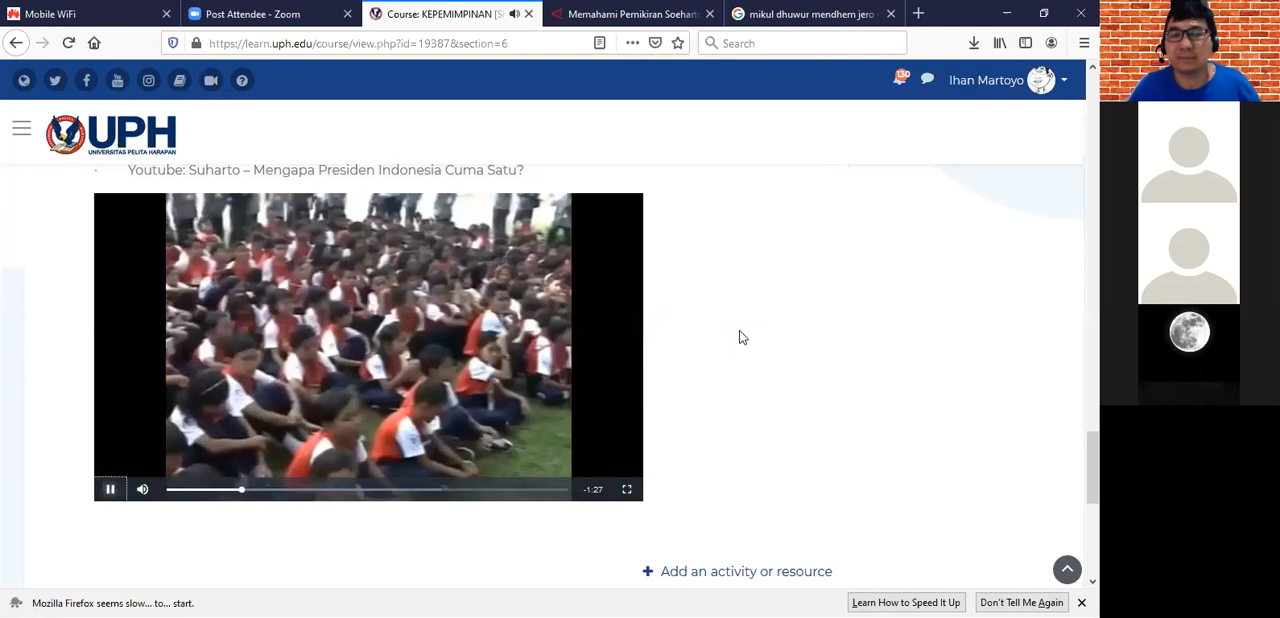 Mobile WiFi
Post Attendee - Zoom
Course: KEPEMIMPINAN [S
Memahami Pemikiran Soeharto
mikul dhuwur mendhem jero -
https://learn.uph.edu/course/view.php?id=19387&section=6
Search
130
Ihan Martoyo
UPH
UNIVERSITAS PELITA HARAPAN
· Youtube: Suharto – Mengapa Presiden Indonesia Cuma Satu?
-1:27
+ Add an activity or resource
Mozilla Firefox seems slow... to... start.
Learn How to Speed It Up
Don't Tell Me Again